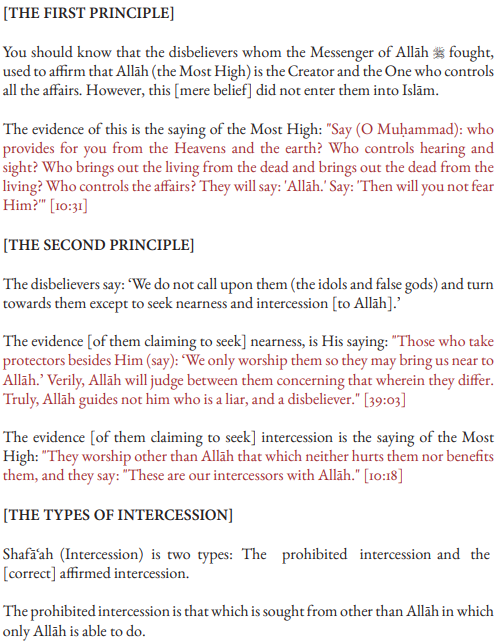 [THE FIRST PRINCIPLE]
You should know that the disbelievers whom the Messenger of Allāh ﷺ fought,
used to affirm that Allāh (the Most High) is the Creator and the One who controls
all the affairs. However, this [mere belief] did not enter them into Islām.
The evidence of this is the saying of the Most High: "Say (O Muḥammad): who
provides for you from the Heavens and the earth? Who controls hearing and
sight? Who brings out the living from the dead and brings out the dead from the
living? Who controls the affairs? They will say: 'Allāh.' Say: 'Then will you not fear
Him?'" [10:31]
[THE SECOND PRINCIPLE]
The disbelievers say: ‘We do not call upon them (the idols and false gods) and turn
towards them except to seek nearness and intercession [to Allāh].’
The evidence [of them claiming to seek] nearness, is His saying: "Those who take
protectors besides Him (say): ‘We only worship them so they may bring us near to
Allāh.’ Verily, Allāh will judge between them concerning that wherein they differ.
Truly, Allāh guides not him who is a liar, and a disbeliever." [39:03]
The evidence [of them claiming to seek] intercession is the saying of the Most
High: "They worship other than Allāh that which neither hurts them nor benefits
them, and they say: "These are our intercessors with Allāh." [10:18]
[THE TYPES OF INTERCESSION]
Shafā‘ah (Intercession) is two types: The prohibited intercession and the
[correct] affirmed intercession.
The prohibited intercession is that which is sought from other than Allāh in which
only Allāh is able to do.